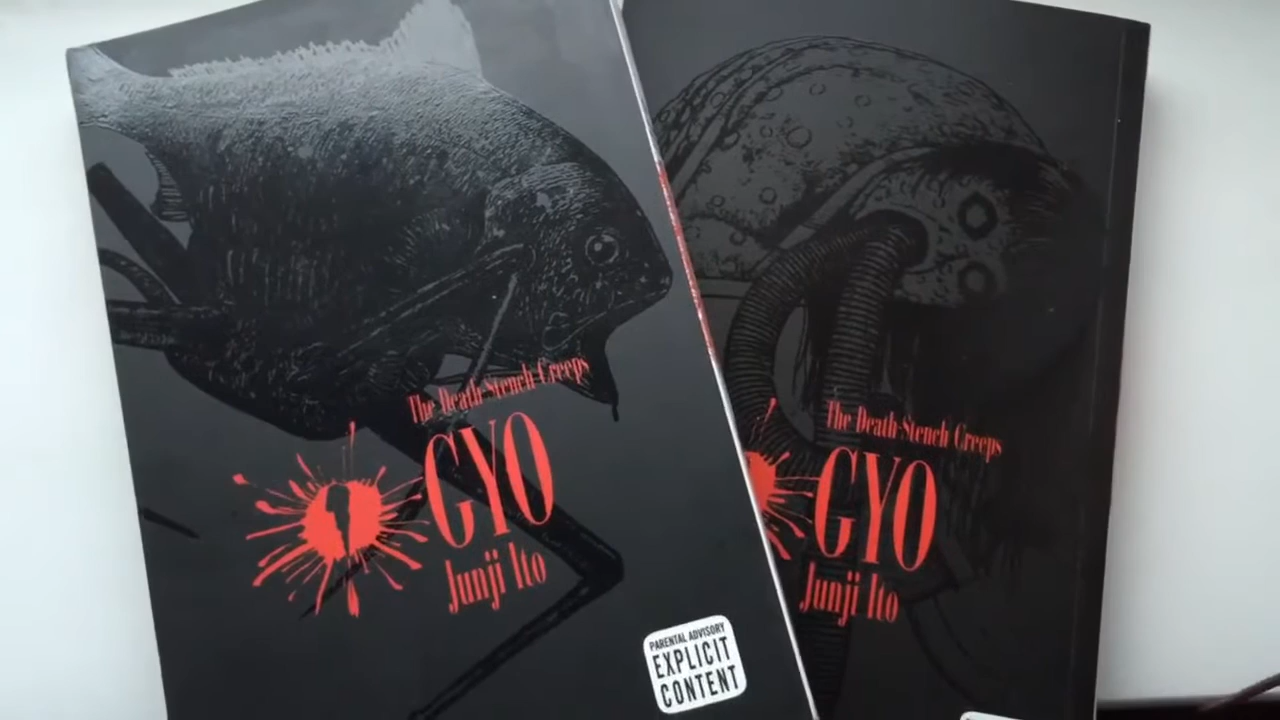 The Death-Stench Creeps
GYO
Junji Ito
PARENTAL ADVISORY
EXPLICIT
CONTENT
The Death-Stench Creeps
GYO
Junji Ito